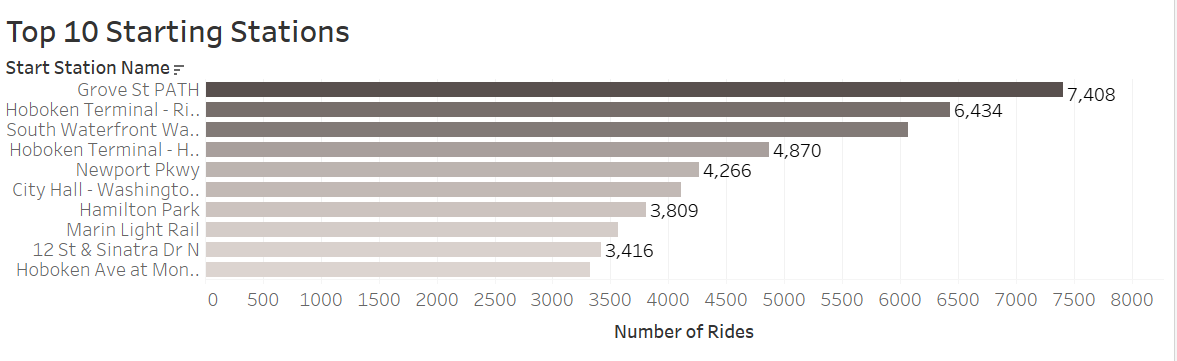 Top 10 Starting Stations
Start Station Name
Grove St PATH 7,408
Hoboken Terminal - Ri.. 6,434
South Waterfront Wa..
Hoboken Terminal - H.. 4,870
Newport Pkwy 4,266
City Hall - Washingto..
Hamilton Park 3,809
Marin Light Rail
12 St & Sinatra Dr N 3,416
Hoboken Ave at Mon..
0 500 1000 1500 2000 2500 3000 3500 4000 4500 5000 5500 6000 6500 7000 7500 8000
Number of Rides